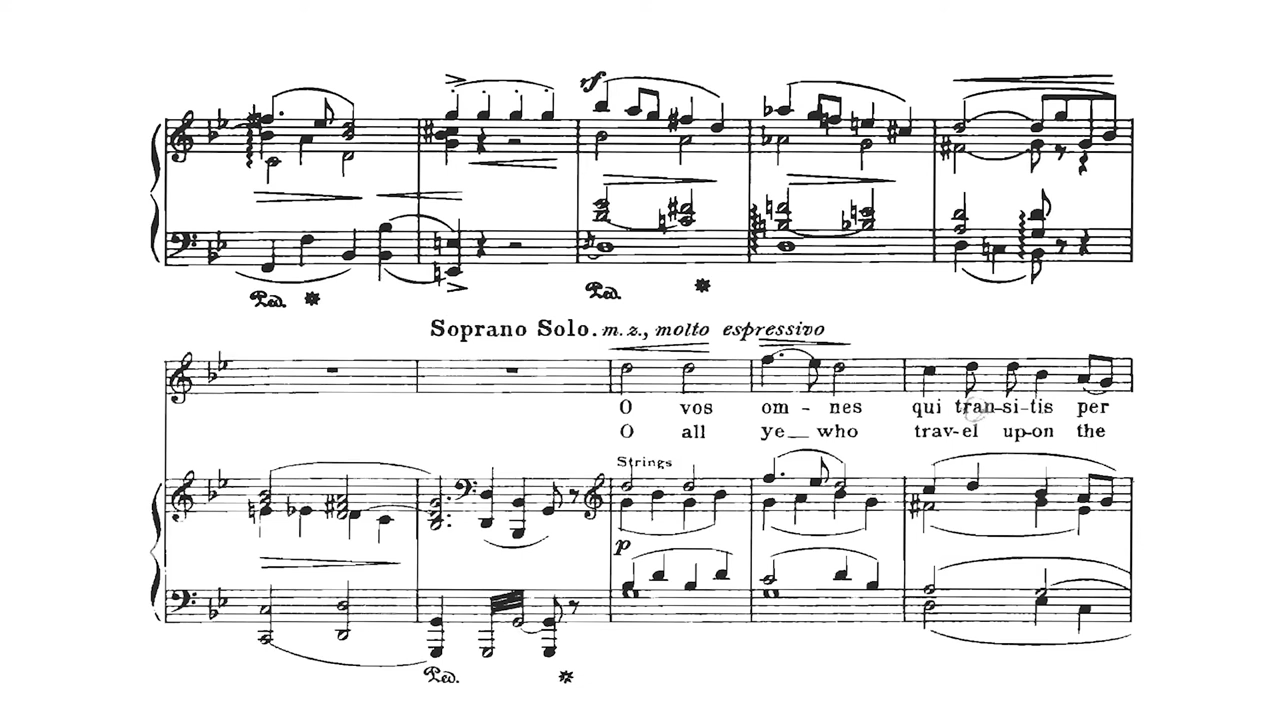 rf
Ped.
Ped.
Soprano Solo. m. z., molto espressivo
O vos om - nes qui tran-si-tis per
O all ye__ who trav-el up-on the
Strings
p
Ped.